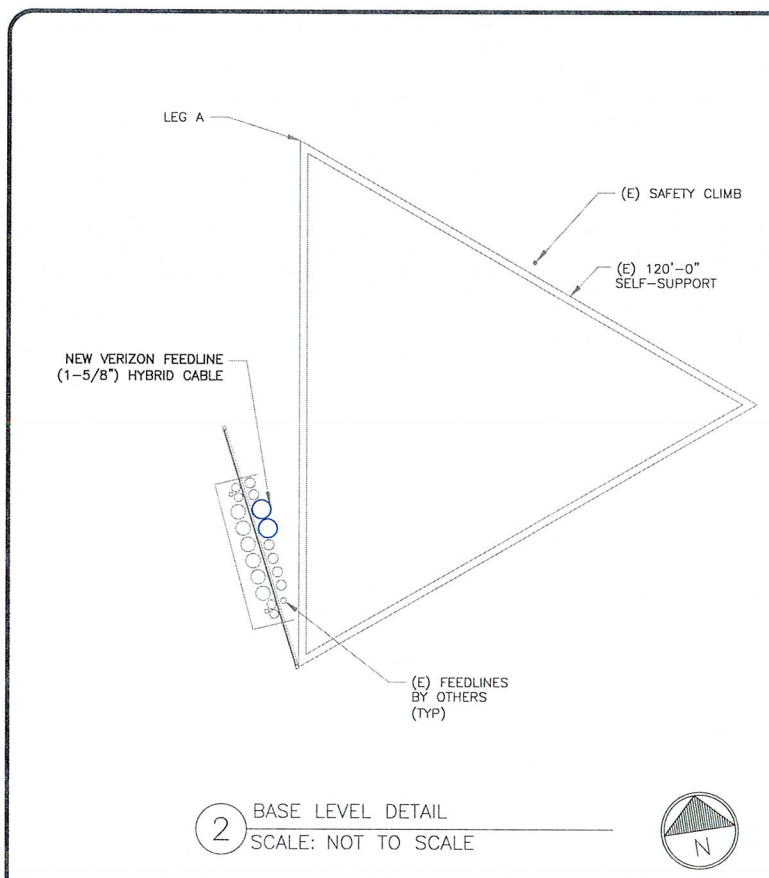 LEG A
(E) SAFETY CLIMB
(E) 120'-0"
SELF-SUPPORT
NEW VERIZON FEEDLINE
(1-5/8") HYBRID CABLE
(E) FEEDLINES
BY OTHERS
(TYP)
2
BASE LEVEL DETAIL
SCALE: NOT TO SCALE
N